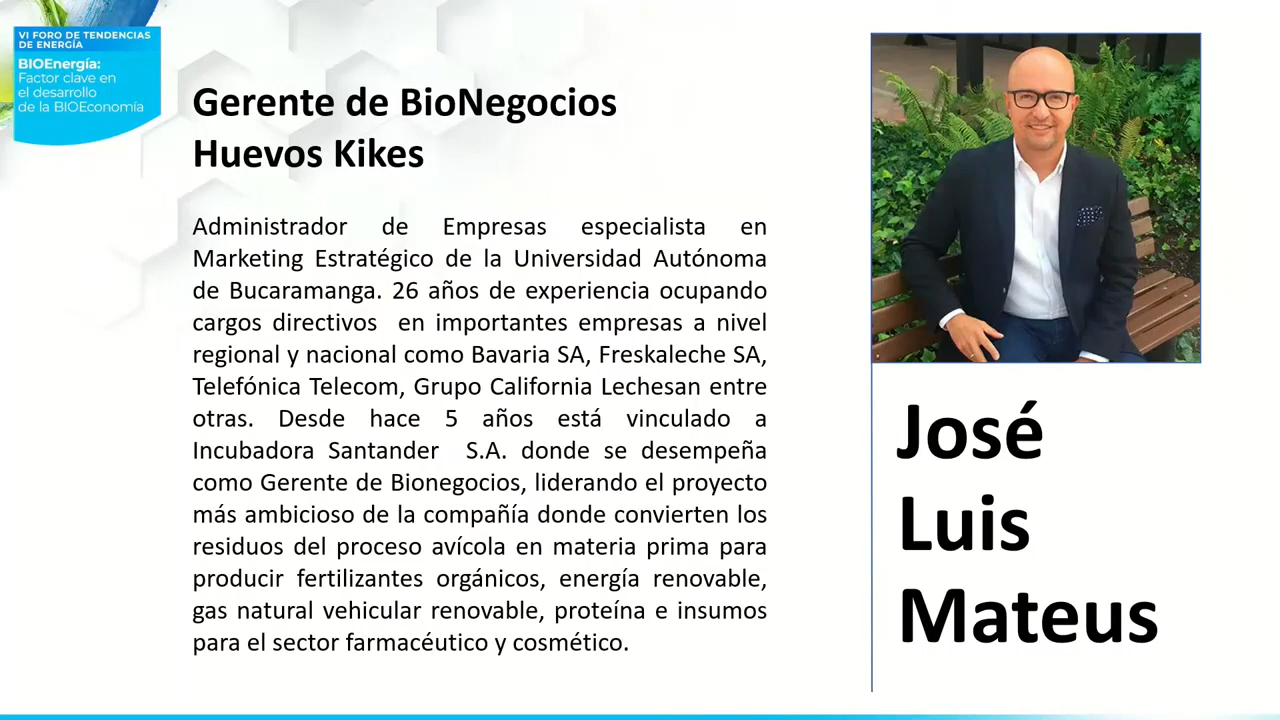 VI FORO DE TENDENCIAS
DE ENERGÍA
BIOEnergía:
Factor clave en
el desarrollo
de la BIOEconomía
Gerente de BioNegocios
Huevos Kikes
Administrador de Empresas especialista en
Marketing Estratégico de la Universidad Autónoma
de Bucaramanga. 26 años de experiencia ocupando
cargos directivos en importantes empresas a nivel
regional y nacional como Bavaria SA, Freskaleche SA,
Telefónica Telecom, Grupo California Lechesan entre
otras. Desde hace 5 años está vinculado a
Incubadora Santander S.A. donde se desempeña
como Gerente de Bionegocios, liderando el proyecto
más ambicioso de la compañía donde convierten los
residuos del proceso avícola en materia prima para
producir fertilizantes orgánicos, energía renovable,
gas natural vehicular renovable, proteína e insumos
para el sector farmacéutico y cosmético.
José
Luis
Mateus